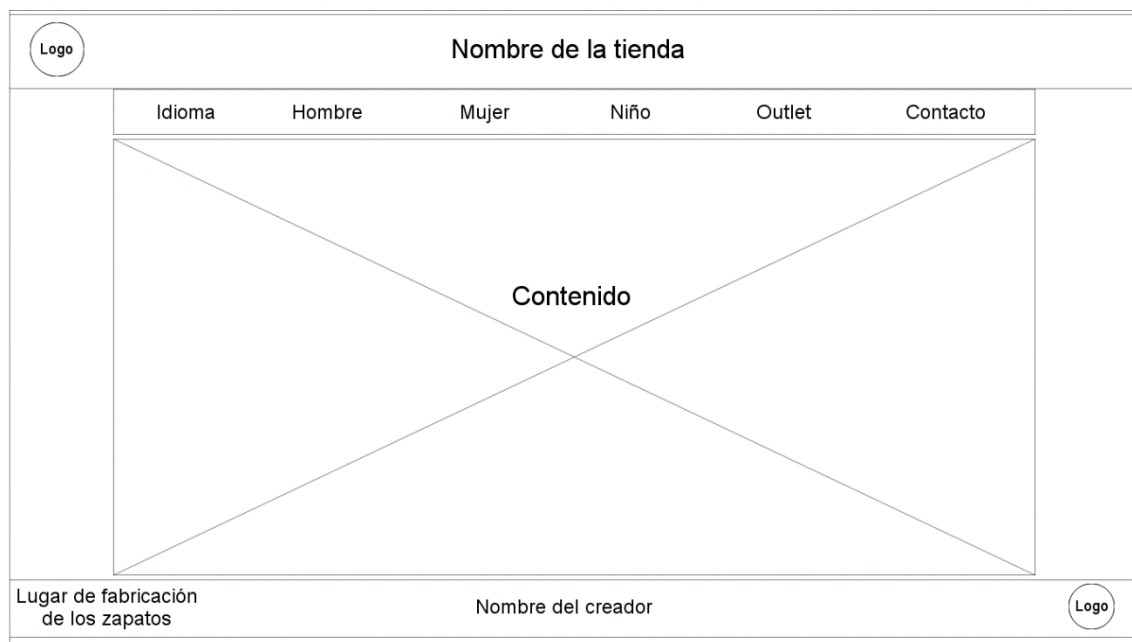 Logo
Nombre de la tienda
Idioma Hombre Mujer Niño Outlet Contacto
Contenido
Lugar de fabricación
de los zapatos
Nombre del creador
Logo